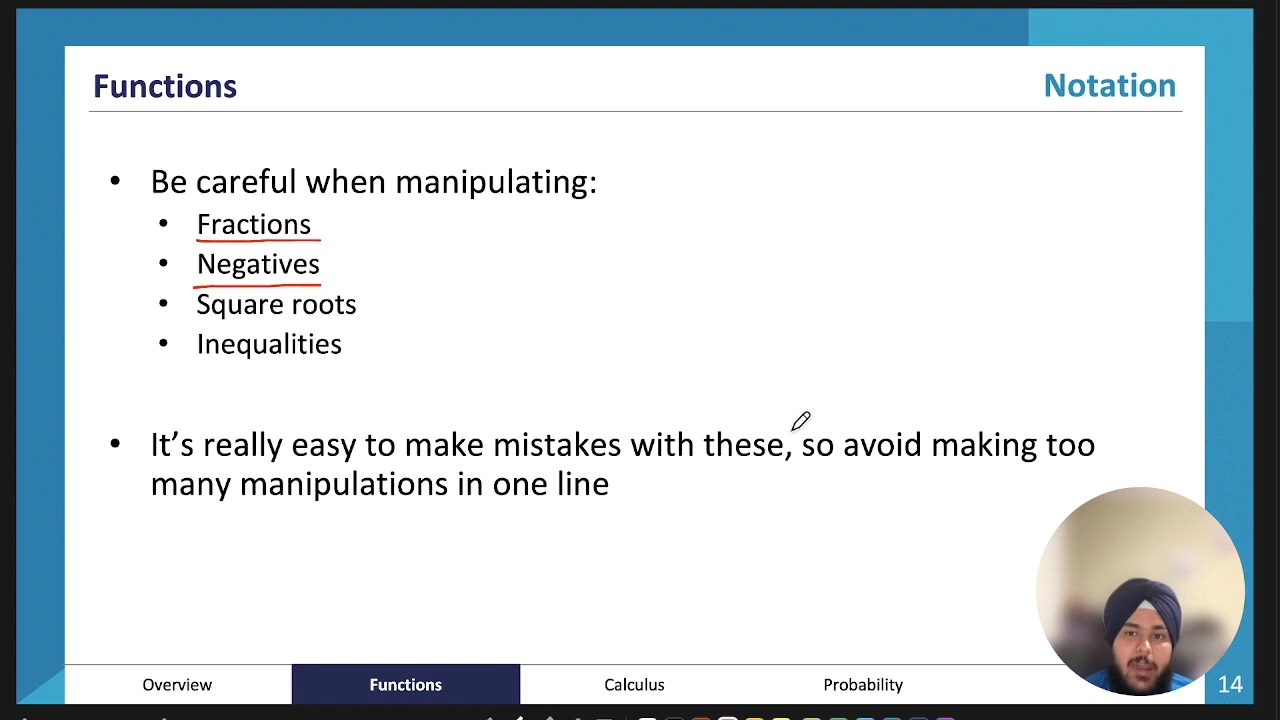 Functions
Notation
• Be careful when manipulating:
• Fractions
• Negatives
• Square roots
• Inequalities
• It’s really easy to make mistakes with these, so avoid making too
many manipulations in one line
Overview
Functions
Calculus
Probability
14